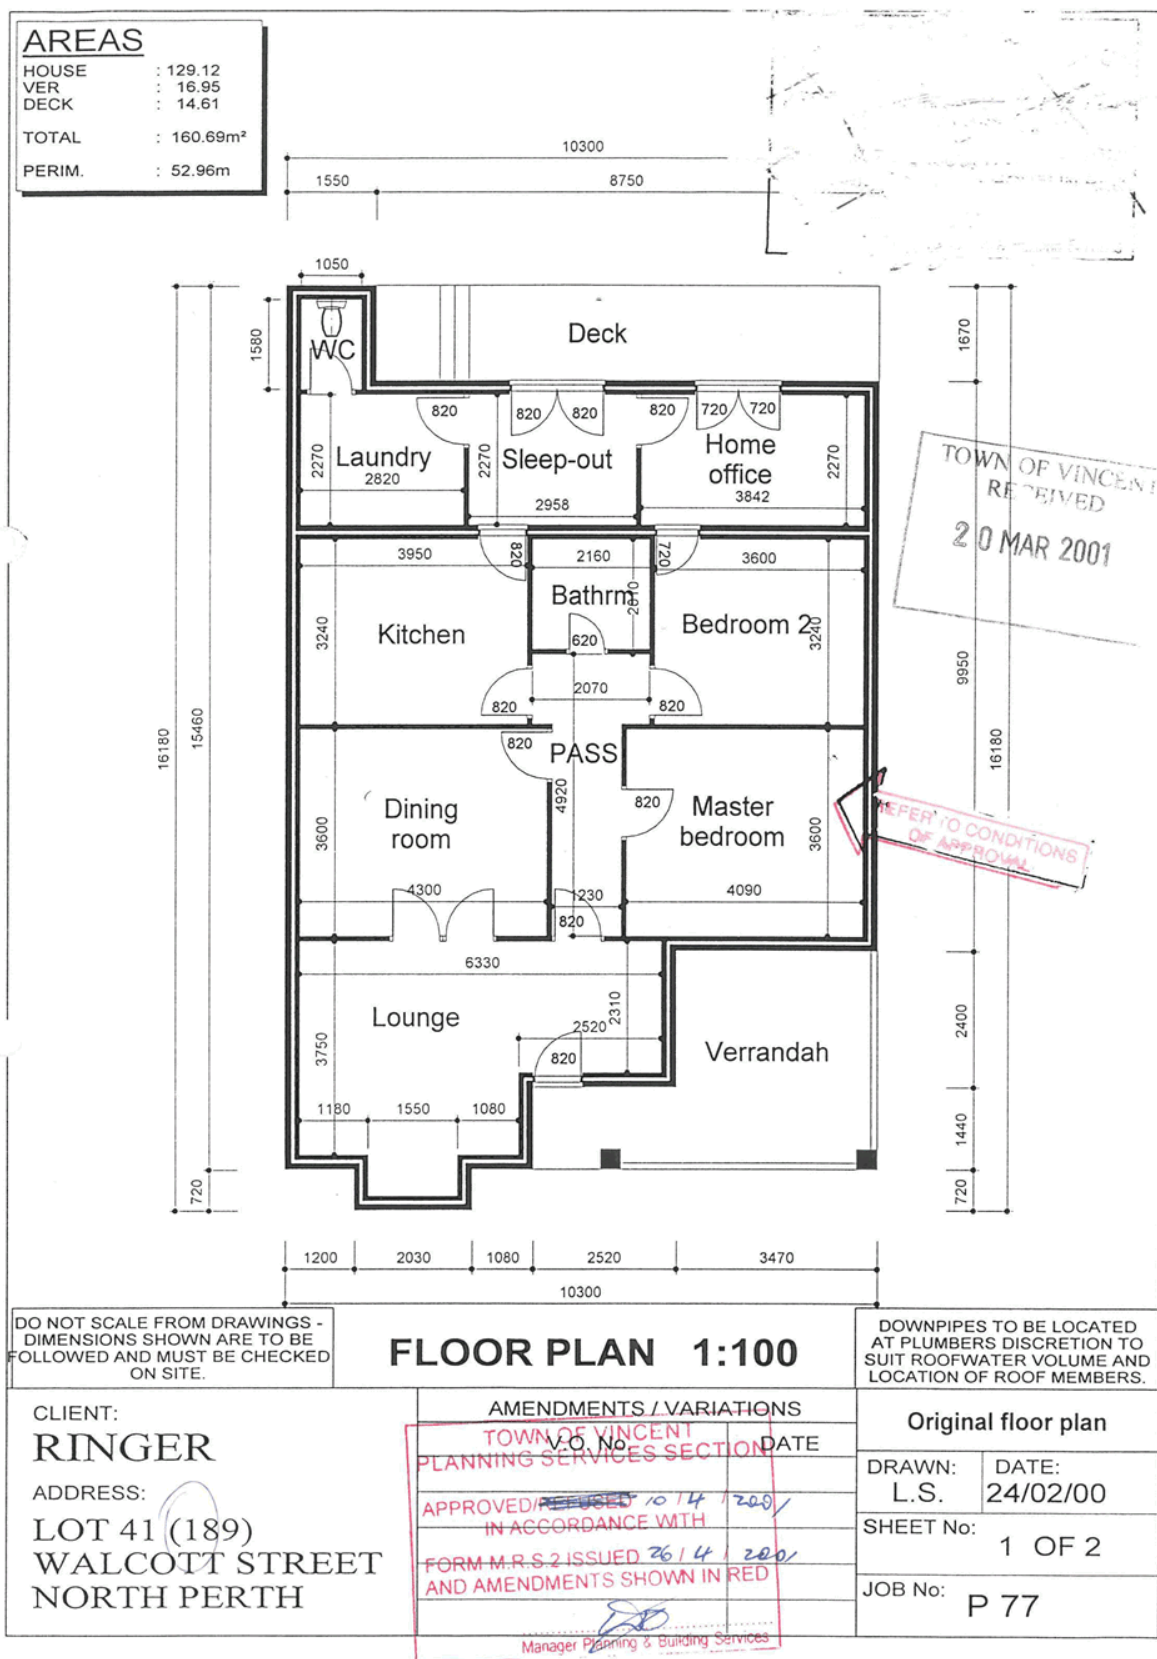 AREAS
HOUSE : 129.12
VER : 16.95
DECK : 14.61
TOTAL : 160.69m²
PERIM. : 52.96m
10300
1550 8750
1050
1580
WC
Deck
1670
820 820 820 820 720 720
2270 Laundry 2270 Sleep-out Home office 2270
2820 2958 3842
TOWN OF VINCENT
RECEIVED
20 MAR 2001
3950 820 2160 720 3600
Bathrm
3240 Kitchen 620 Bedroom 2 3240
2070
820 820
9950
16180 15460 16180
820 PASS
4920
820
3600 Dining room Master bedroom 3600
REFER TO CONDITIONS
OF APPROVAL
4300 1230 4090
820
6330
Lounge 2310 2400
3750 2520 Verrandah
820
1180 1550 1080
1440
720 720
1200 2030 1080 2520 3470
10300
DO NOT SCALE FROM DRAWINGS -
DIMENSIONS SHOWN ARE TO BE
FOLLOWED AND MUST BE CHECKED
ON SITE.
FLOOR PLAN 1:100
DOWNPIPES TO BE LOCATED
AT PLUMBERS DISCRETION TO
SUIT ROOFWATER VOLUME AND
LOCATION OF ROOF MEMBERS.
CLIENT:
RINGER
ADDRESS:
LOT 41 (189)
WALCOTT STREET
NORTH PERTH
AMENDMENTS / VARIATIONS
V.O. No. DATE
TOWN OF VINCENT
PLANNING SERVICES SECTION
APPROVED/REFUSED 10 / 4 / 2001
IN ACCORDANCE WITH
FORM M.R.S.2 ISSUED 26 / 4 / 2001
AND AMENDMENTS SHOWN IN RED
Manager Planning & Building Services
Original floor plan
DRAWN:
L.S.
DATE:
24/02/00
SHEET No:
1 OF 2
JOB No:
P 77